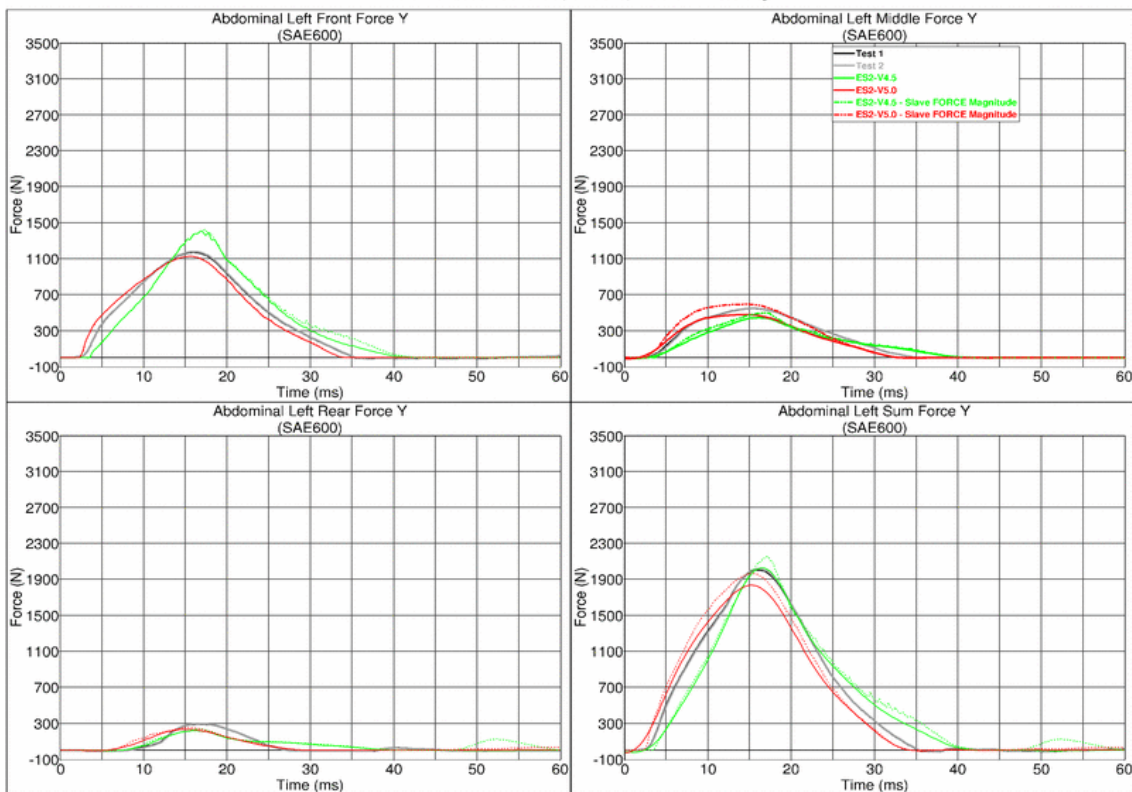 Abdominal Left Front Force Y
(SAE600)
3500
3100
2700
2300
1900
1500
1100
700
300
-100
Force (N)
0 10 20 30 40 50 60
Time (ms)
Abdominal Left Middle Force Y
(SAE600)
Test 1
Test 2
ES2-V4.5
ES2-V5.0
ES2-V4.5 - Slave FORCE Magnitude
ES2-V5.0 - Slave FORCE Magnitude
3500
3100
2700
2300
1900
1500
1100
700
300
-100
Force (N)
0 10 20 30 40 50 60
Time (ms)
Abdominal Left Rear Force Y
(SAE600)
3500
3100
2700
2300
1900
1500
1100
700
300
-100
Force (N)
0 10 20 30 40 50 60
Time (ms)
Abdominal Left Sum Force Y
(SAE600)
3500
3100
2700
2300
1900
1500
1100
700
300
-100
Force (N)
0 10 20 30 40 50 60
Time (ms)